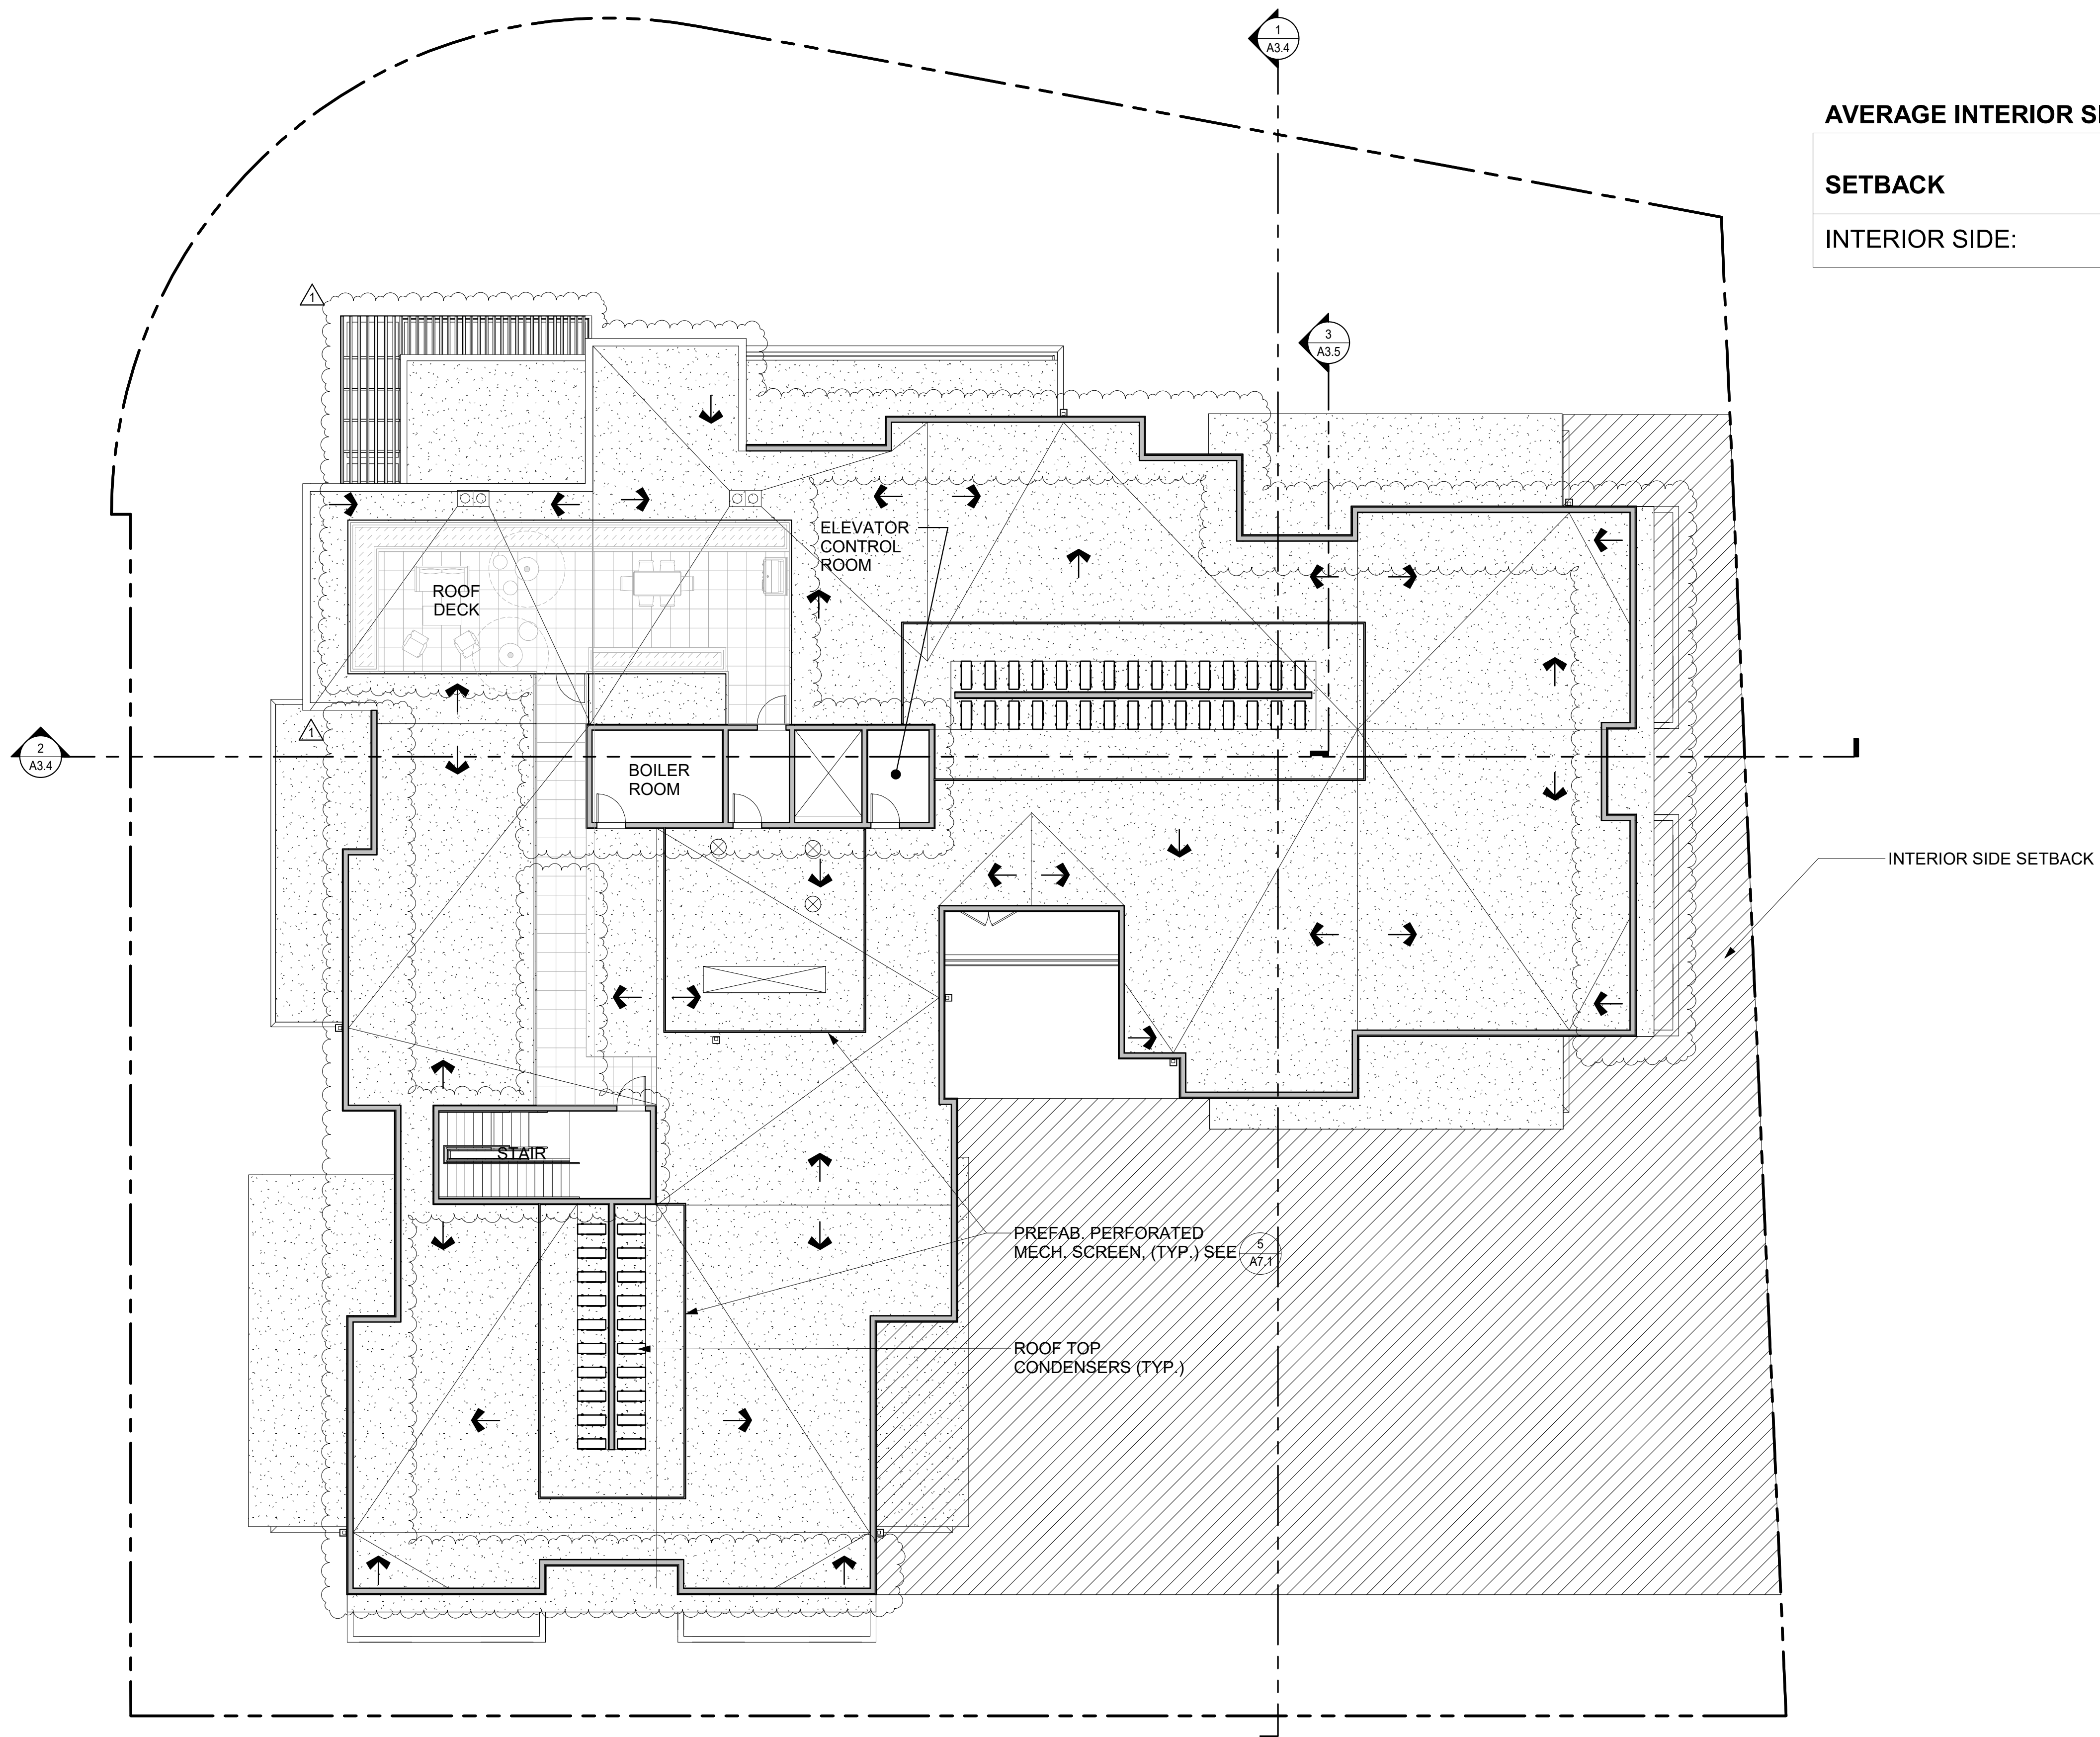 1
A3.4
AVERAGE INTERIOR
SETBACK
INTERIOR SIDE:
1
3
A3.5
ELEVATOR
CONTROL
ROOM
ROOF
DECK
1
2
A3.4
BOILER
ROOM
INTERIOR SIDE SETBACK
STAIR
PREFAB. PERFORATED
MECH. SCREEN, (TYP.) SEE
5
A7.1
ROOF TOP
CONDENSERS (TYP.)